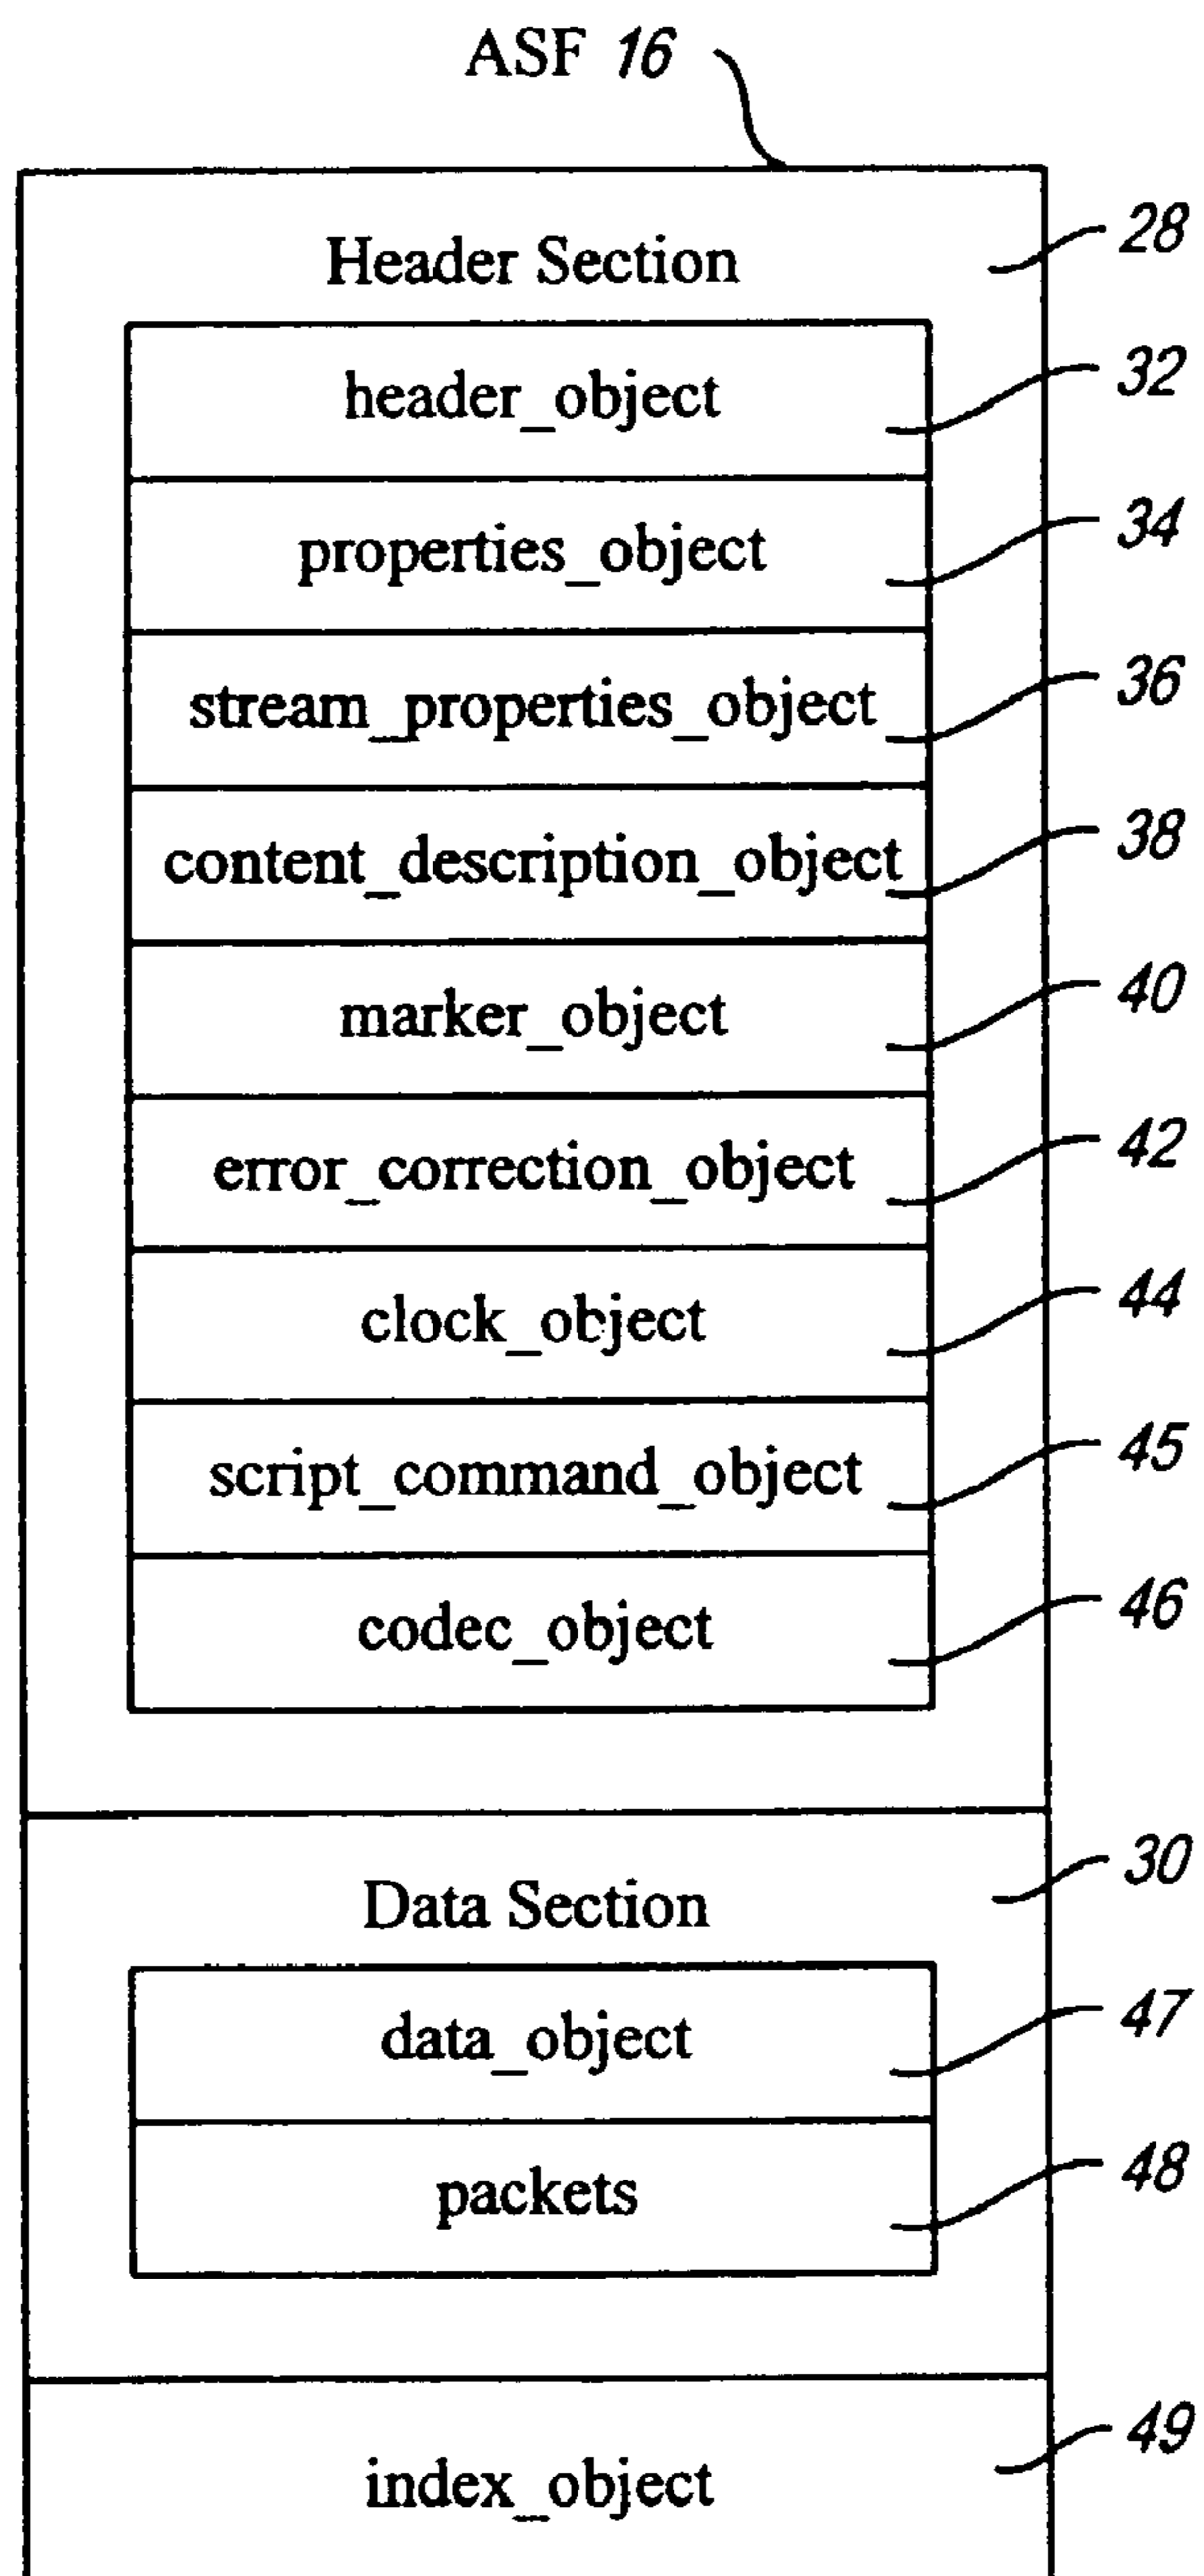 ASF 16
Header Section 28
header_object 32
properties_object 34
stream_properties_object 36
content_description_object 38
marker_object 40
error_correction_object 42
clock_object 44
script_command_object 45
codec_object 46
Data Section 30
data_object 47
packets 48
index_object 49